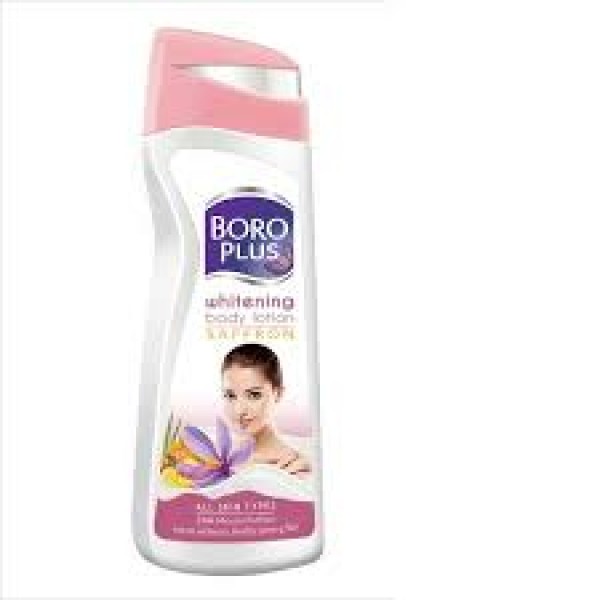 BORO
PLUS
whitening
body lotion
SAFFRON
ALL SKIN TYPES